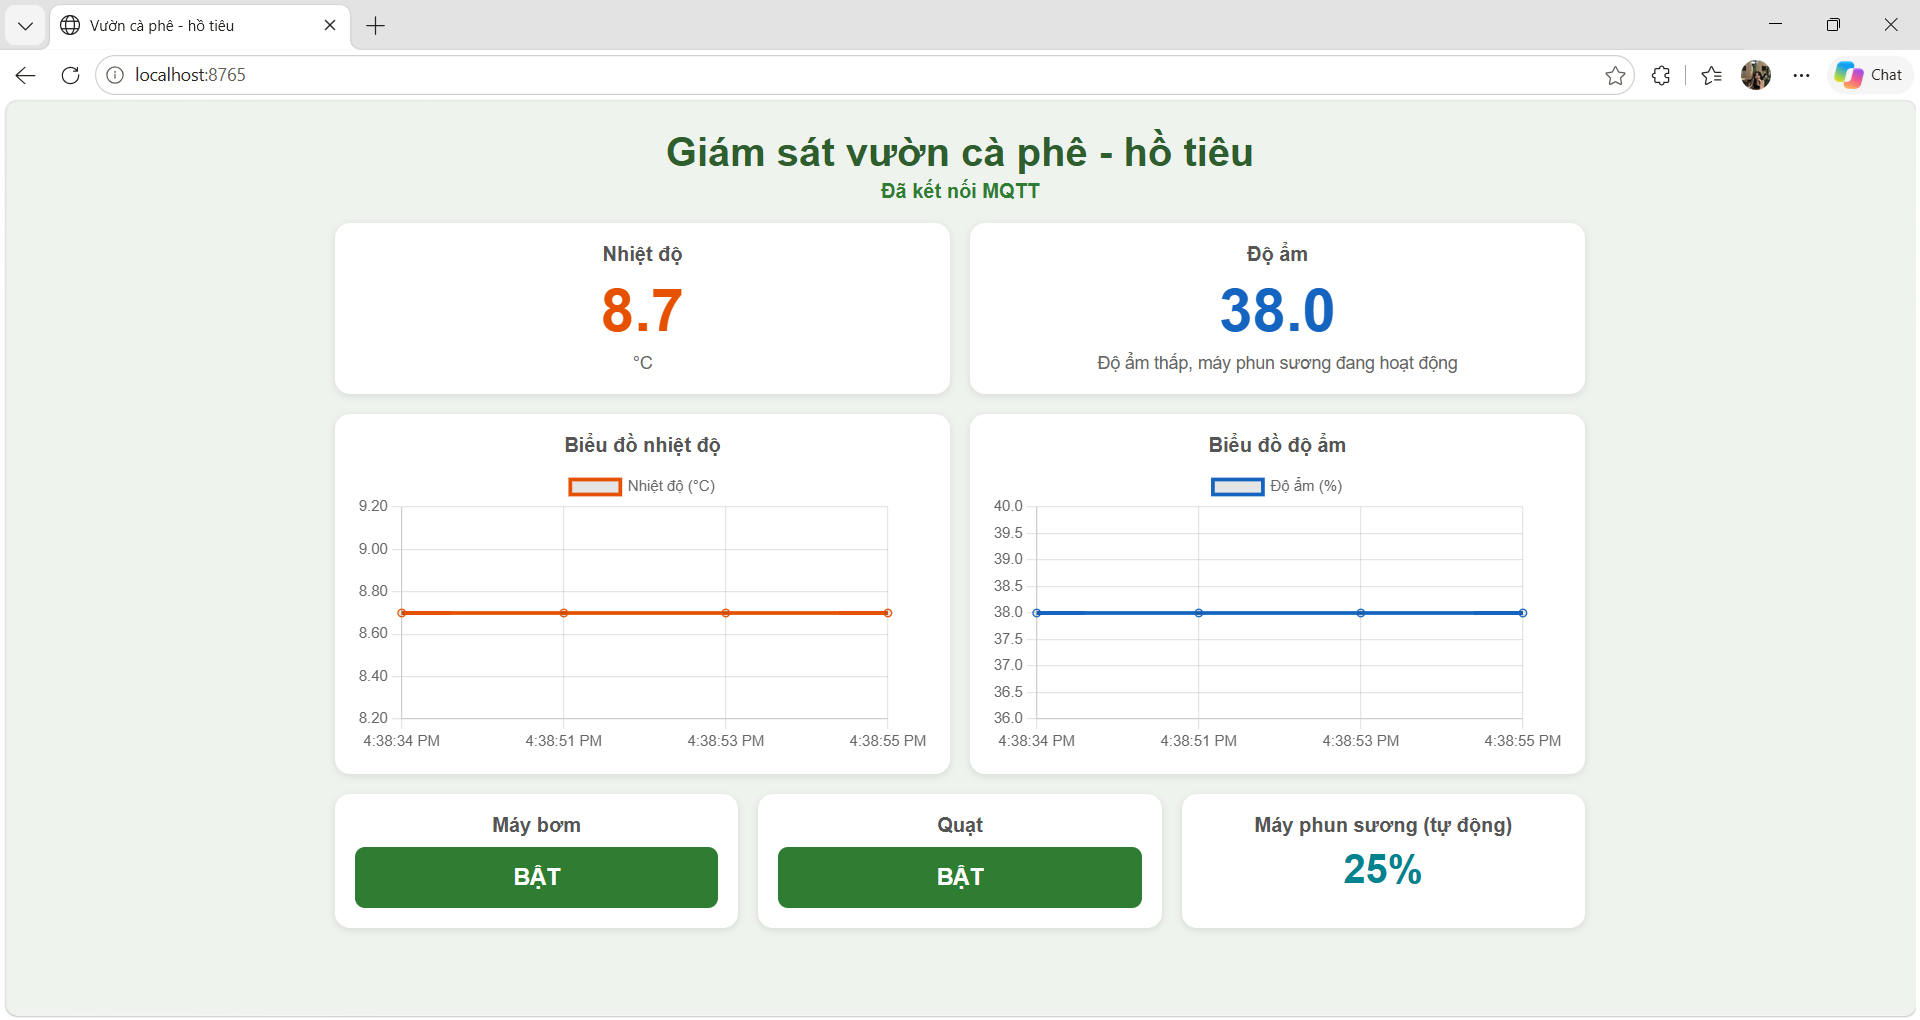 Vườn cà phê - hồ tiêu
localhost:8765
Chat
Giám sát vườn cà phê - hồ tiêu
Đã kết nối MQTT
Nhiệt độ
8.7
°C
Độ ẩm
38.0
Độ ẩm thấp, máy phun sương đang hoạt động
Biểu đồ nhiệt độ
Nhiệt độ (°C)
9.20
9.00
8.80
8.60
8.40
8.20
4:38:34 PM 4:38:51 PM 4:38:53 PM 4:38:55 PM
Biểu đồ độ ẩm
Độ ẩm (%)
40.0
39.5
39.0
38.5
38.0
37.5
37.0
36.5
36.0
4:38:34 PM 4:38:51 PM 4:38:53 PM 4:38:55 PM
Máy bơm
BẬT
Quạt
BẬT
Máy phun sương (tự động)
25%